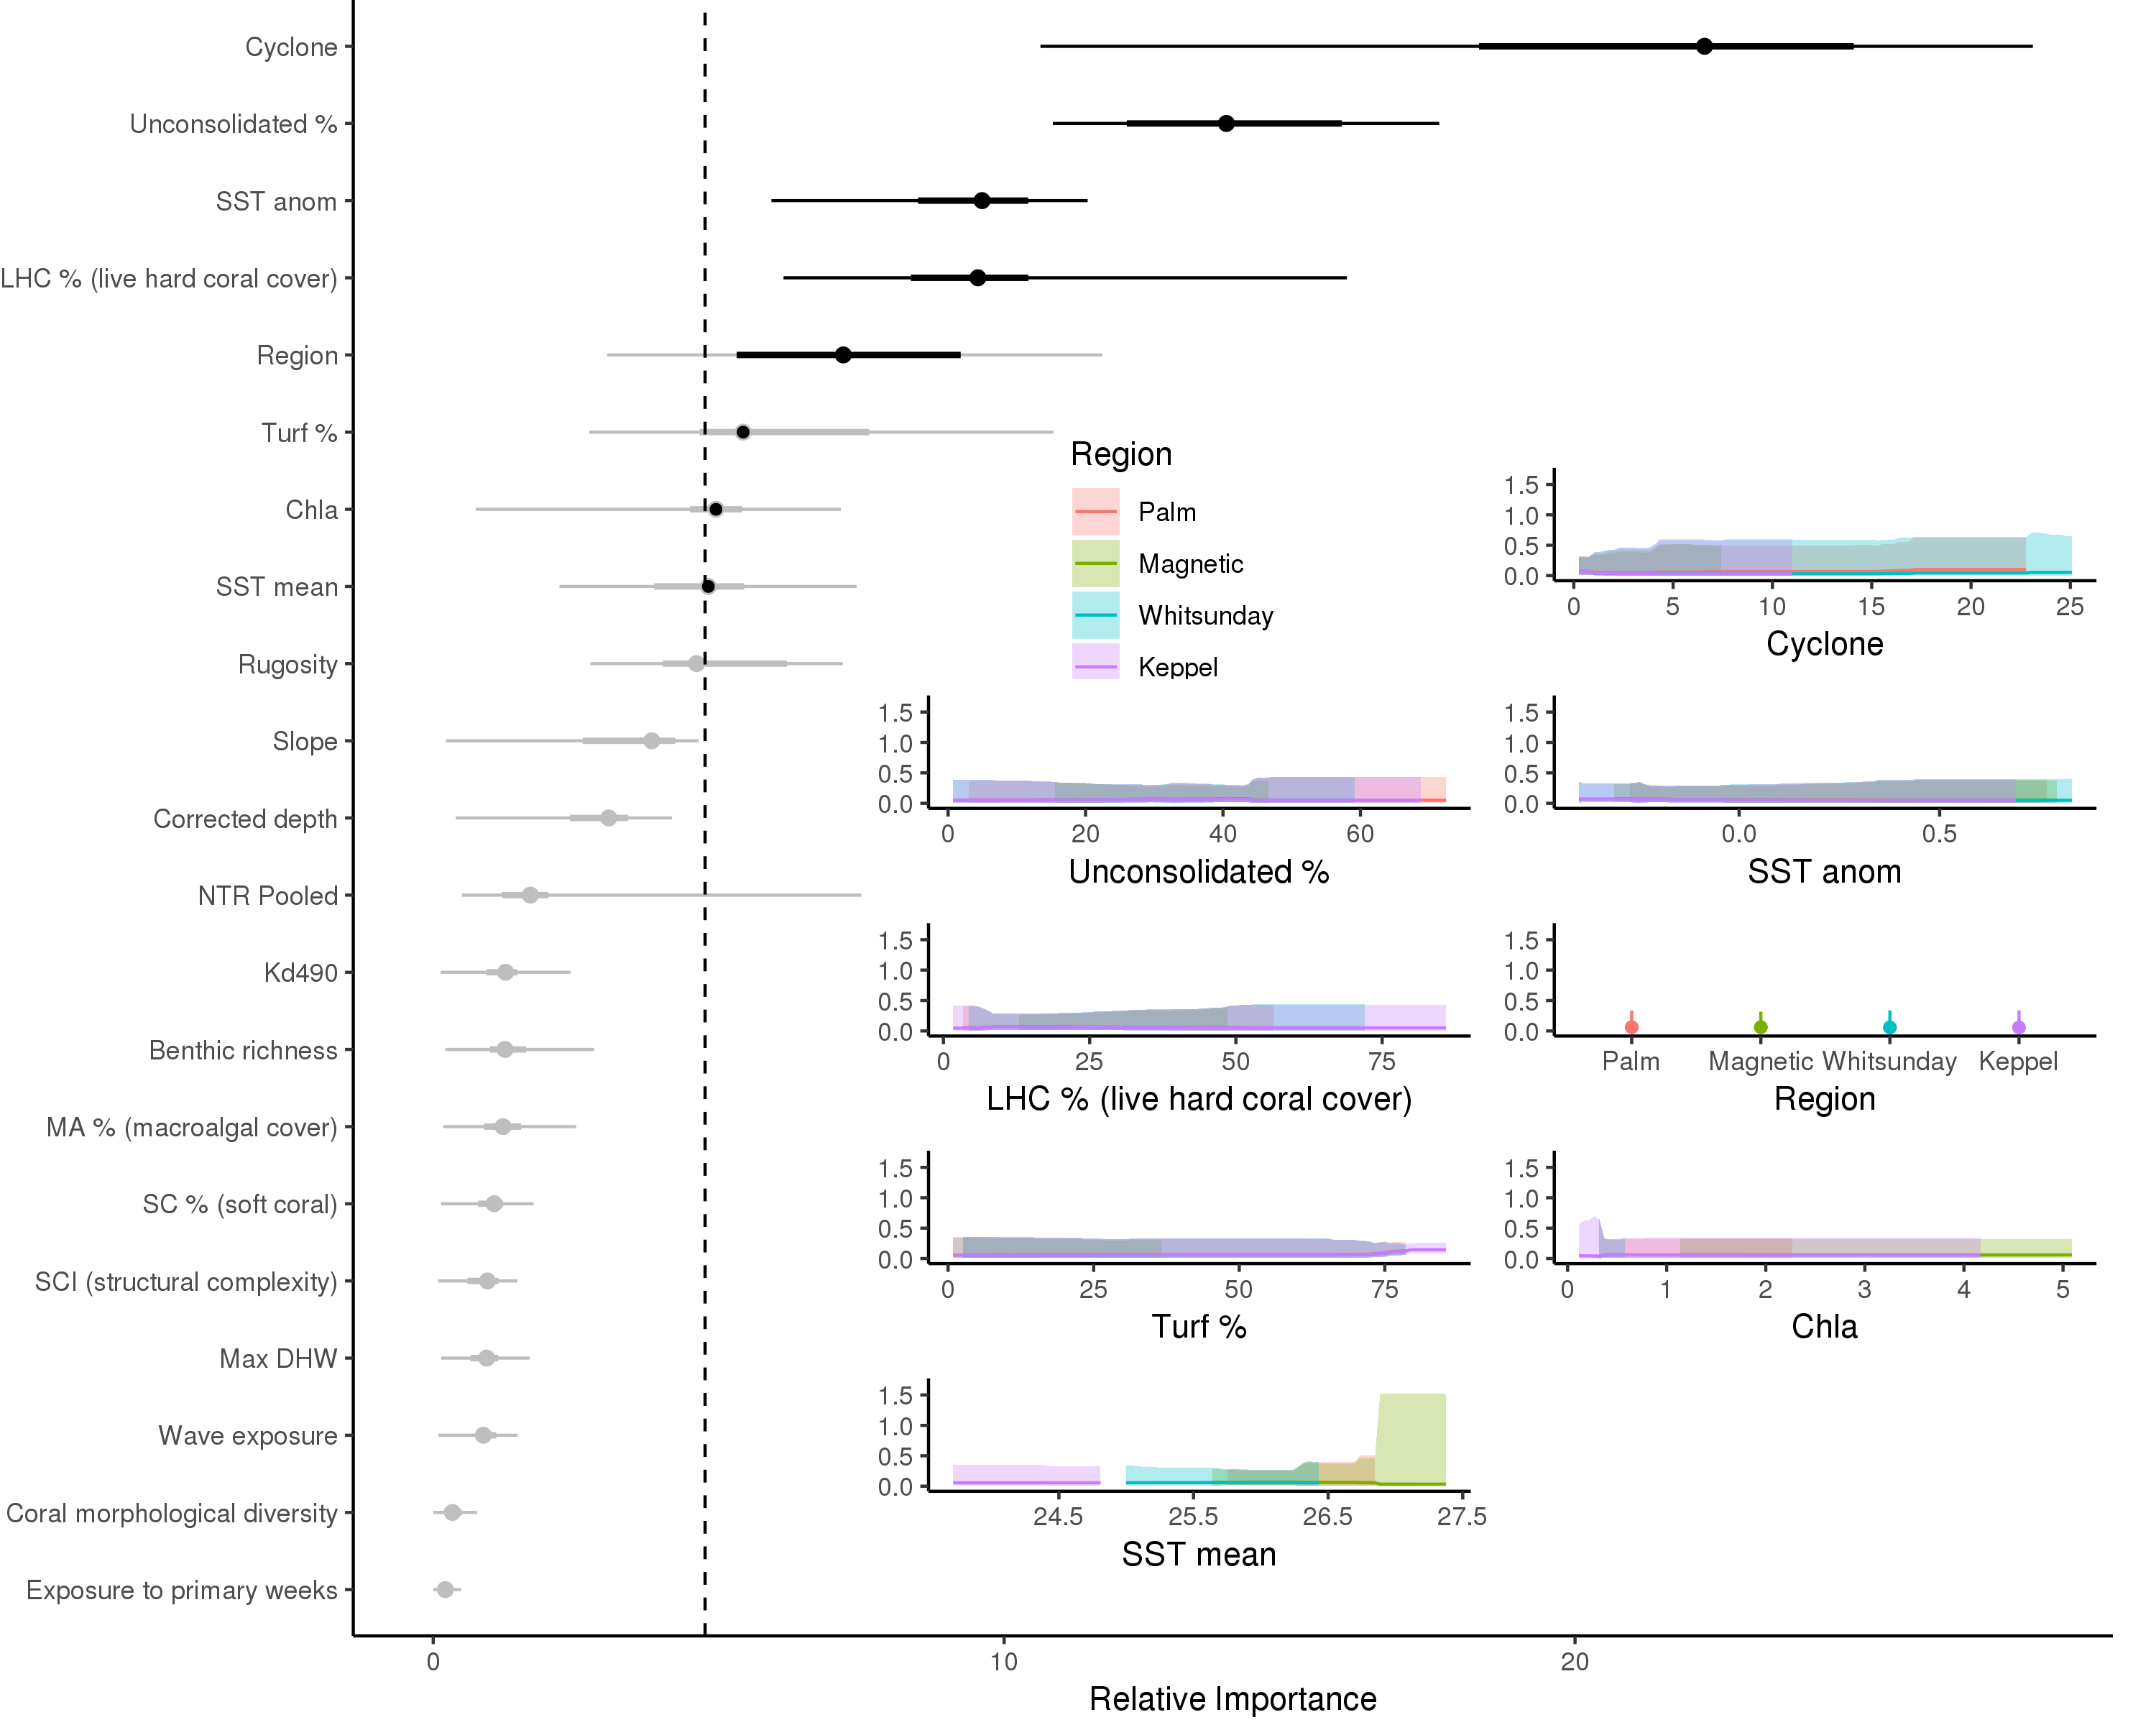 Cyclone
Unconsolidated %
SST anom
LHC % (live hard coral cover)
Region
Turf %
Chla
SST mean
Rugosity
Slope
Corrected depth
NTR Pooled
Kd490
Benthic richness
MA % (macroalgal cover)
SC % (soft coral)
SCI (structural complexity)
Max DHW
Wave exposure
Coral morphological diversity
Exposure to primary weeks
0 10 20
Relative Importance
Region
Palm
Magnetic
Whitsunday
Keppel
1.5
1.0
0.5
0.0
0 5 10 15 20 25
Cyclone
1.5
1.0
0.5
0.0
0 20 40 60
Unconsolidated %
1.5
1.0
0.5
0.0
0.0 0.5
SST anom
1.5
1.0
0.5
0.0
0 25 50 75
LHC % (live hard coral cover)
1.5
1.0
0.5
0.0
Palm Magnetic Whitsunday Keppel
Region
1.5
1.0
0.5
0.0
0 25 50 75
Turf %
1.5
1.0
0.5
0.0
0 1 2 3 4 5
Chla
1.5
1.0
0.5
0.0
24.5 25.5 26.5 27.5
SST mean